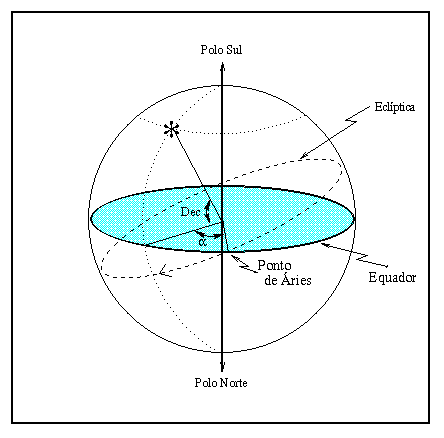 Polo Sul
Eclíptica
Dec
α
Ponto
de Áries
Equador
Polo Norte